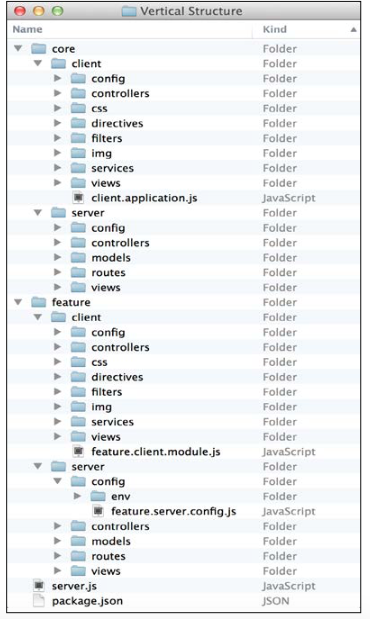 Vertical Structure
Name Kind
core Folder
client Folder
config Folder
controllers Folder
css Folder
directives Folder
filters Folder
img Folder
services Folder
views Folder
client.application.js JavaScript
server Folder
config Folder
controllers Folder
models Folder
routes Folder
views Folder
feature Folder
client Folder
config Folder
controllers Folder
css Folder
directives Folder
filters Folder
img Folder
services Folder
views Folder
feature.client.module.js JavaScript
server Folder
config Folder
env Folder
feature.server.config.js JavaScript
controllers Folder
models Folder
routes Folder
views Folder
server.js JavaScript
package.json JSON